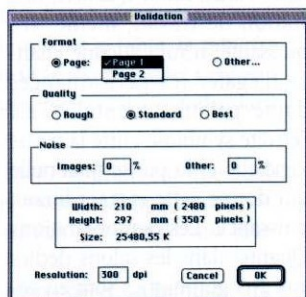 Validation
Format
Page: ✓Page 1 Other...
Page 2
Quality
Rough Standard Best
Noise
Images: 0 % Other: 0 %
Width: 210 mm ( 2480 pixels)
Height: 297 mm ( 3507 pixels)
Size: 25480,55 K
Resolution: 300 dpi Cancel OK